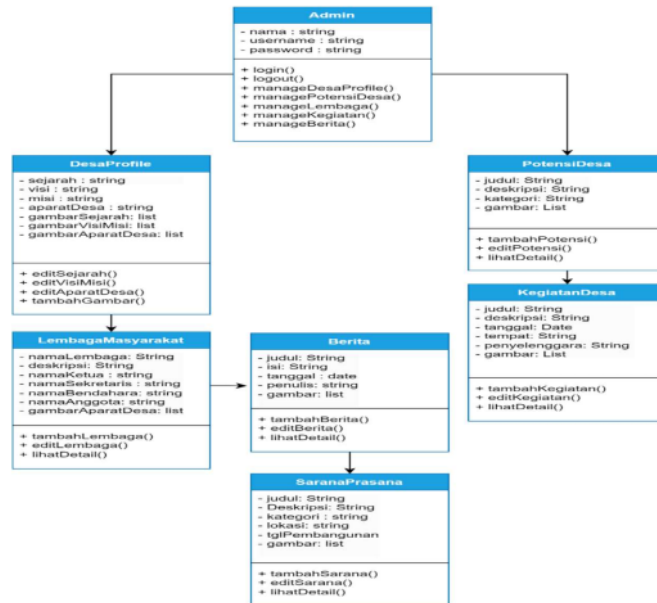 Admin
- nama : string
- username : string
- password : string
+ login()
+ logout()
+ manageDesaProfile()
+ managePotensiDesa()
+ manageLembaga()
+ manageKegiatan()
+ manageBerita()
DesaProfile
- sejarah : string
- visi : string
- misi : string
- aparatDesa : string
- gambarSejarah: list
- gambarVisiMisi: list
- gambarAparatDesa: list
+ editSejarah()
+ editVisiMisi()
+ editAparatDesa()
+ tambahGambar()
PotensiDesa
- judul: String
- deskripsi: String
- kategori: String
- gambar: List
+ tambahPotensi()
+ editPotensi()
+ lihatDetail()
KegiatanDesa
- judul: String
- deskripsi: String
- tanggal: Date
- tempat: String
- penyelenggara: String
- gambar: List
+ tambahKegiatan()
+ editKegiatan()
+ lihatDetail()
LembagaMasyarakat
- namaLembaga: String
- deskripsi: String
- namaKetua : string
- namaSekretaris : string
- namaBendahara: string
- namaAnggota: string
- gambarAparatDesa: list
+ tambahLembaga()
+ editLembaga()
+ lihatDetail()
Berita
- judul: String
- isi: String
- tanggal : date
- penulis: string
- gambar: list
+ tambahBerita()
+ editBerita()
+ lihatDetail()
SaranaPrasana
- judul: String
- Deskripsi: String
- kategori : string
- lokasi: string
- tglPembangunan
- gambar: list
+ tambahSarana()
+ editSarana()
+ lihatDetail()